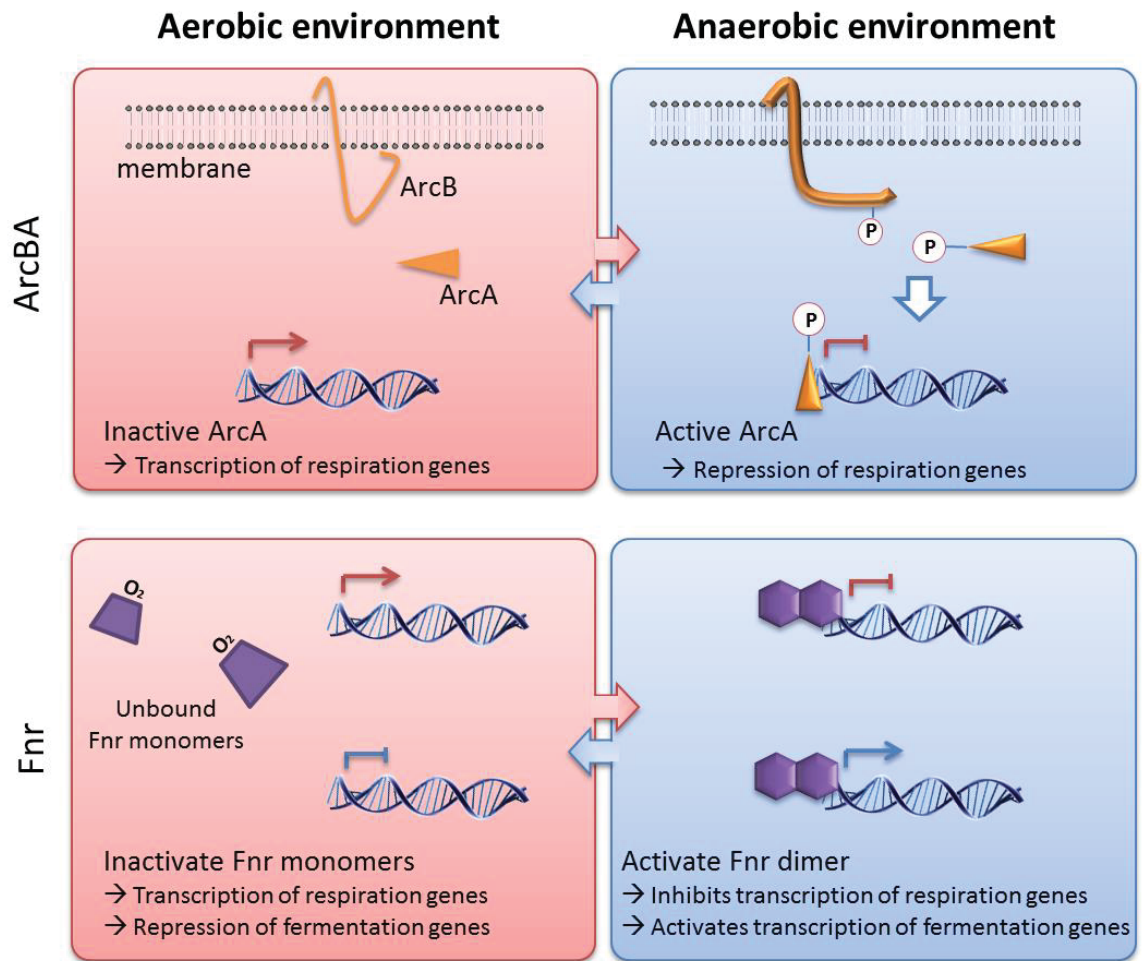 Aerobic environment
Anaerobic environment
ArcBA
membrane
ArcB
ArcA
Inactive ArcA
→ Transcription of respiration genes
P
P
P
Active ArcA
→ Repression of respiration genes
Fnr
O₂
O₂
Unbound
Fnr monomers
Inactivate Fnr monomers
→ Transcription of respiration genes
→ Repression of fermentation genes
Activate Fnr dimer
→ Inhibits transcription of respiration genes
→ Activates transcription of fermentation genes